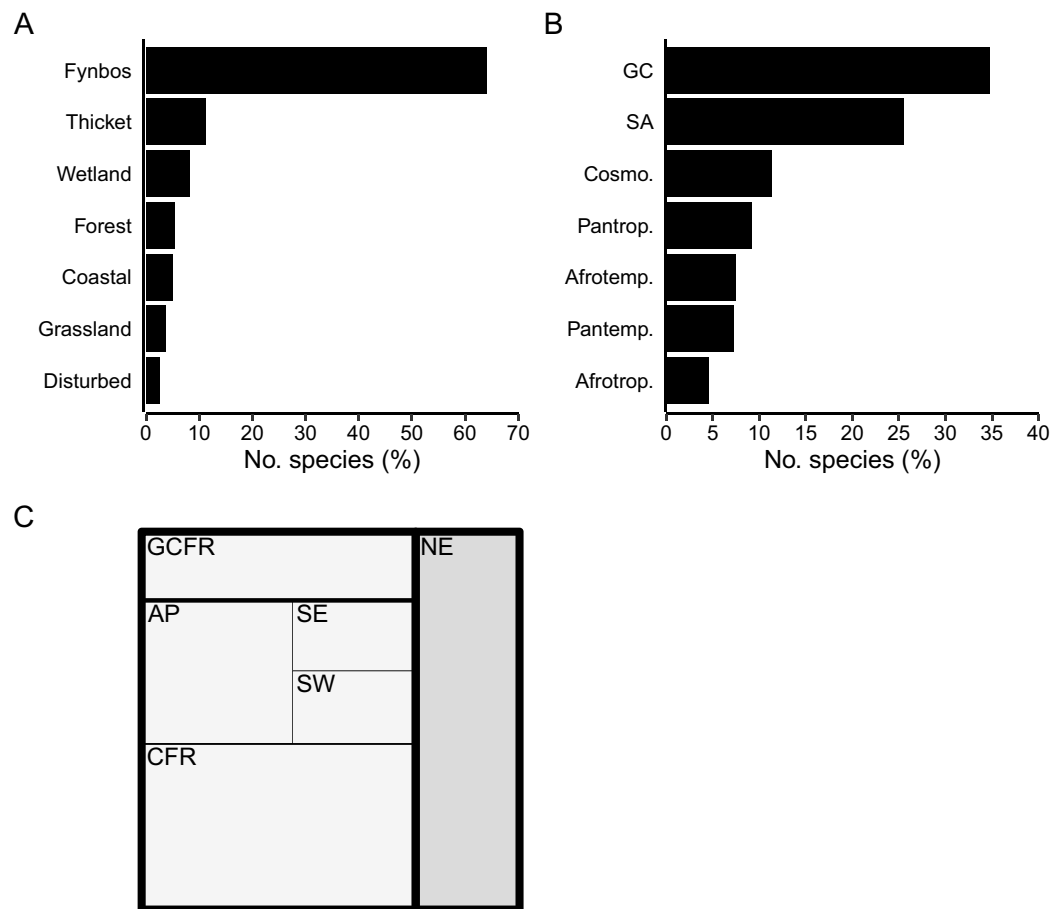 A
Fynbos
Thicket
Wetland
Forest
Coastal
Grassland
Disturbed
0 10 20 30 40 50 60 70
No. species (%)
B
GC
SA
Cosmo.
Pantrop.
Afrotemp.
Pantemp.
Afrotrop.
0 5 10 15 20 25 30 35 40
No. species (%)
C
GCFR NE
AP SE
SW
CFR